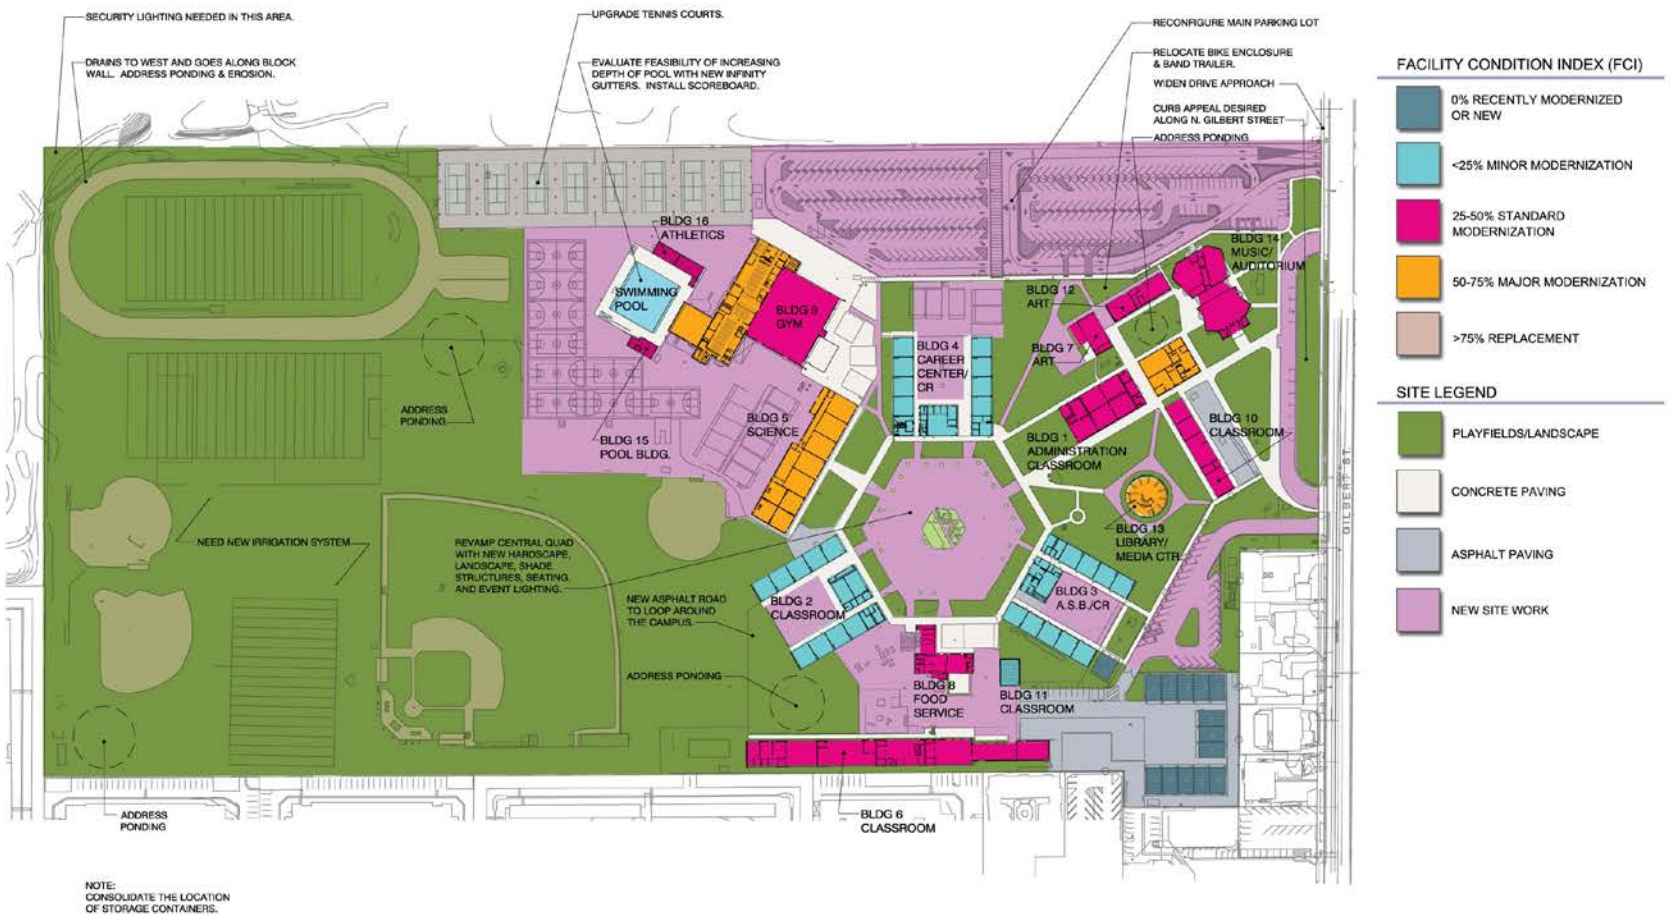 SECURITY LIGHTING NEEDED IN THIS AREA.
DRAINS TO WEST AND GOES ALONG BLOCK
WALL. ADDRESS PONDING & EROSION.
UPGRADE TENNIS COURTS.
EVALUATE FEASIBILITY OF INCREASING
DEPTH OF POOL WITH NEW INFINITY
GUTTERS. INSTALL SCOREBOARD.
RECONFIGURE MAIN PARKING LOT
RELOCATE BIKE ENCLOSURE
& BAND TRAILER.
WIDEN DRIVE APPROACH
CURB APPEAL DESIRED
ALONG N. GILBERT STREET
ADDRESS PONDING
BLDG 16
ATHLETICS
SWIMMING
POOL
BLDG 9
GYM
BLDG 14
MUSIC/
AUDITORIUM
BLDG 12
ART
BLDG 7
ART
BLDG 4
CAREER
CENTER/
CR
ADDRESS
PONDING
BLDG 5
SCIENCE
BLDG 15
POOL BLDG.
BLDG 10
CLASSROOM
BLDG 1
ADMINISTRATION
CLASSROOM
GILBERT ST.
BLDG 13
LIBRARY/
MEDIA CTR
NEED NEW IRRIGATION SYSTEM
REVAMP CENTRAL QUAD
WITH NEW HARDSCAPE,
LANDSCAPE, SHADE
STRUCTURES, SEATING,
AND EVENT LIGHTING.
NEW ASPHALT ROAD
TO LOOP AROUND
THE CAMPUS.
BLDG 2
CLASSROOM
BLDG 3
A.S.B./CR
ADDRESS PONDING
BLDG 8
FOOD
SERVICE
BLDG 11
CLASSROOM
ADDRESS
PONDING
BLDG 6
CLASSROOM
NOTE:
CONSOLIDATE THE LOCATION
OF STORAGE CONTAINERS.
FACILITY CONDITION INDEX (FCI)
0% RECENTLY MODERNIZED
OR NEW
<25% MINOR MODERNIZATION
25-50% STANDARD
MODERNIZATION
50-75% MAJOR MODERNIZATION
>75% REPLACEMENT
SITE LEGEND
PLAYFIELDS/LANDSCAPE
CONCRETE PAVING
ASPHALT PAVING
NEW SITE WORK